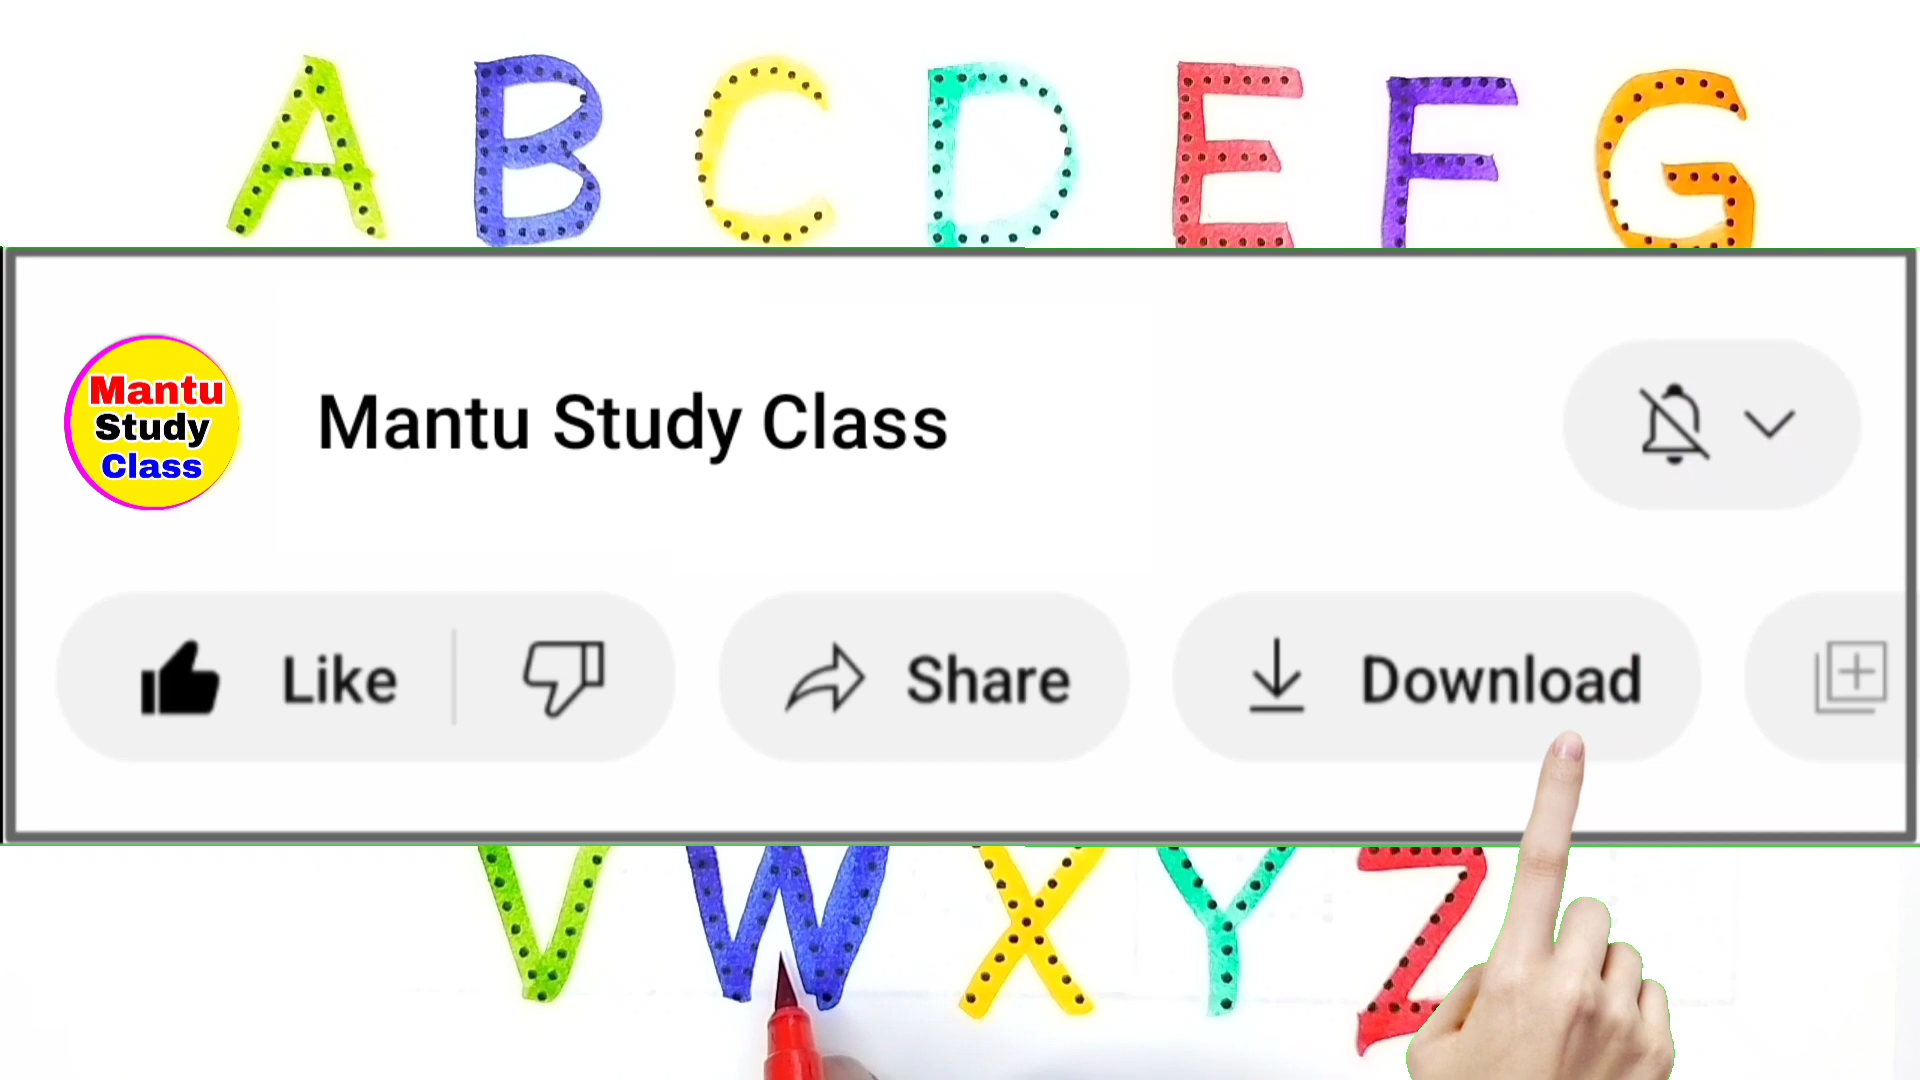 A B C D E F G
Mantu
Study
Class
Mantu Study Class
Like Share Download
V W X Y Z